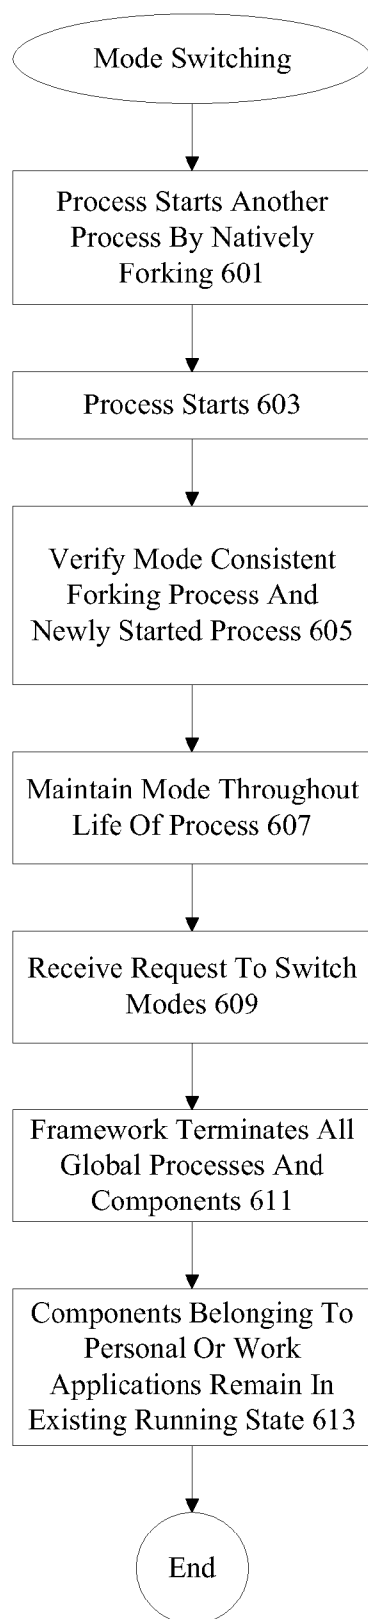 Mode Switching
Process Starts Another
Process By Natively
Forking 601
Process Starts 603
Verify Mode Consistent
Forking Process And
Newly Started Process 605
Maintain Mode Throughout
Life Of Process 607
Receive Request To Switch
Modes 609
Framework Terminates All
Global Processes And
Components 611
Components Belonging To
Personal Or Work
Applications Remain In
Existing Running State 613
End